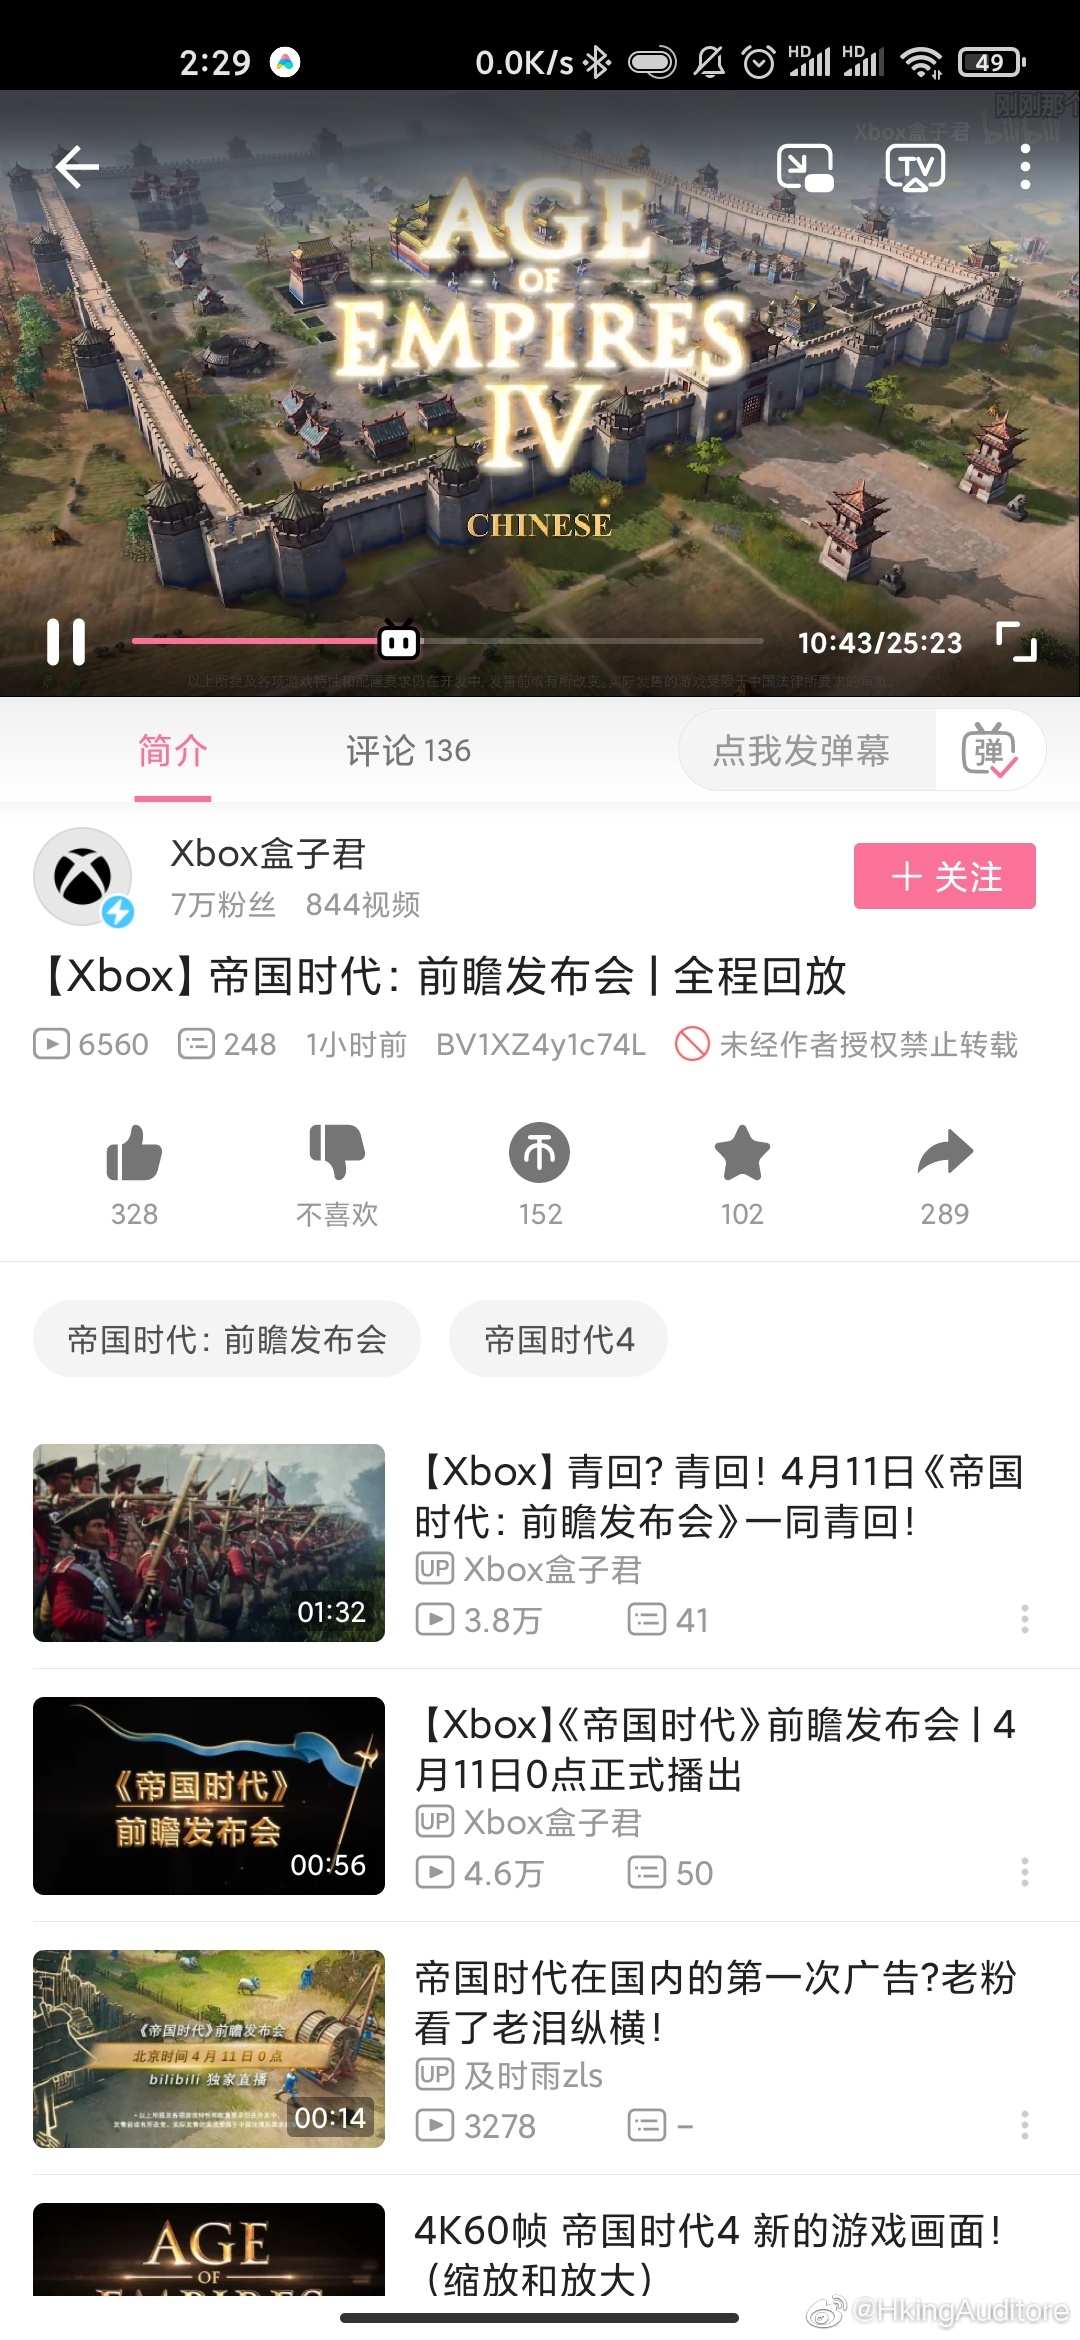 2:29
0.0K/s
HD
HD
49
刚刚那个
Xbox盒子君
bilibili
TV
AGE
OF
EMPIRES
IV
CHINESE
10:43/25:23
以上所提及各项游戏特性和配置要求仍在开发中,发售前或有所改变。实际发售的游戏受限于中国法律所要求的审查。
简介
评论 136
点我发弹幕
弹
Xbox盒子君
7万粉丝 844视频
＋ 关注
【Xbox】帝国时代：前瞻发布会 | 全程回放
6560 248 1小时前 BV1XZ4y1c74L 未经作者授权禁止转载
328 不喜欢 152 102 289
帝国时代：前瞻发布会
帝国时代4
01:32
【Xbox】青回？青回！4月11日《帝国
时代：前瞻发布会》一同青回！
UP Xbox盒子君
3.8万 41
《帝国时代》
前瞻发布会
00:56
【Xbox】《帝国时代》前瞻发布会 | 4
月11日0点正式播出
UP Xbox盒子君
4.6万 50
《帝国时代》前瞻发布会
北京时间 4 月 11 日 0 点
bilibili 独家直播
00:14
帝国时代在国内的第一次广告?老粉
看了老泪纵横！
UP 及时雨zls
3278 –
AGE
OF
EMPIRES
4K60帧 帝国时代4 新的游戏画面！
（缩放和放大）
@HkingAuditore